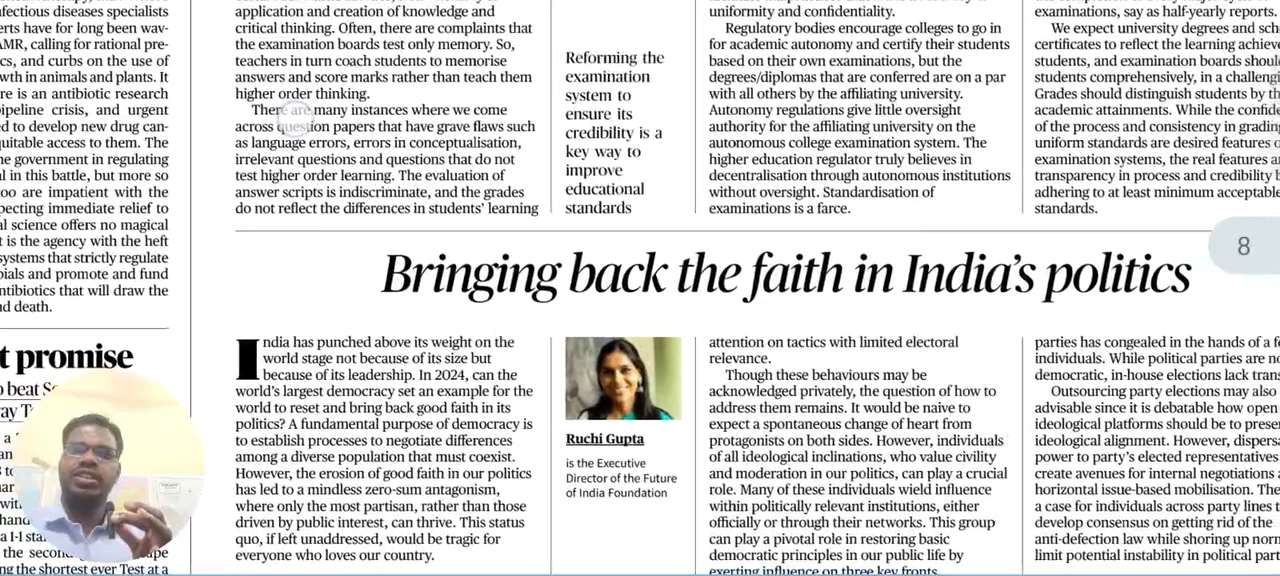 fectious diseases specialists
erts have for long been wav-
AMR, calling for rational pre-
cs, and curbs on the use of
wth in animals and plants. It
re is an antibiotic research
pipeline crisis, and urgent
ed to develop new drug can-
uitable access to them. The
ne government in regulating
al in this battle, but more so
too are impatient with the
pecting immediate relief to
al science offers no magical
t is the agency with the heft
systems that strictly regulate
bials and promote and fund
ntibiotics that will draw the
nd death.
t promise
o beat S
way T
application and creation of knowledge and
critical thinking. Often, there are complaints that
the examination boards test only memory. So,
teachers in turn coach students to memorise
answers and score marks rather than teach them
higher order thinking.
There are many instances where we come
across question papers that have grave flaws such
as language errors, errors in conceptualisation,
irrelevant questions and questions that do not
test higher order learning. The evaluation of
answer scripts is indiscriminate, and the grades
do not reflect the differences in students' learning
Reforming the
examination
system to
ensure its
credibility is a
key way to
improve
educational
standards
uniformity and confidentiality.
Regulatory bodies encourage colleges to go in
for academic autonomy and certify their students
based on their own examinations, but the
degrees/diplomas that are conferred are on a par
with all others by the affiliating university.
Autonomy regulations give little oversight
authority for the affiliating university on the
autonomous college examination system. The
higher education regulator truly believes in
decentralisation through autonomous institutions
without oversight. Standardisation of
examinations is a farce.
examinations, say as half-yearly reports.
We expect university degrees and sch
certificates to reflect the learning achieve
students, and examination boards shoul
students comprehensively, in a challengi
Grades should distinguish students by th
academic attainments. While the confide
of the process and consistency in grading
uniform standards are desired features o
examination systems, the real features a
transparency in process and credibility b
adhering to at least minimum acceptable
standards.
8
Bringing back the faith in India's politics
India has punched above its weight on the
world stage not because of its size but
because of its leadership. In 2024, can the
world's largest democracy set an example for the
world to reset and bring back good faith in its
politics? A fundamental purpose of democracy is
to establish processes to negotiate differences
among a diverse population that must coexist.
However, the erosion of good faith in our politics
has led to a mindless zero-sum antagonism,
where only the most partisan, rather than those
driven by public interest, can thrive. This status
quo, if left unaddressed, would be tragic for
everyone who loves our country.
Ruchi Gupta
is the Executive
Director of the Future
of India Foundation
attention on tactics with limited electoral
relevance.
Though these behaviours may be
acknowledged privately, the question of how to
address them remains. It would be naive to
expect a spontaneous change of heart from
protagonists on both sides. However, individuals
of all ideological inclinations, who value civility
and moderation in our politics, can play a crucial
role. Many of these individuals wield influence
within politically relevant institutions, either
officially or through their networks. This group
can play a pivotal role in restoring basic
democratic principles in our public life by
exerting influence on three key fronts.
parties has congealed in the hands of a fe
individuals. While political parties are no
democratic, in-house elections lack trans
Outsourcing party elections may also
advisable since it is debatable how open
ideological platforms should be to prese
ideological alignment. However, dispersa
power to party's elected representatives
create avenues for internal negotiations a
horizontal issue-based mobilisation. The
a case for individuals across party lines t
develop consensus on getting rid of the
anti-defection law while shoring up norm
limit potential instability in political part
a 1-1 sta
the second
ng the shortest ever Test at a